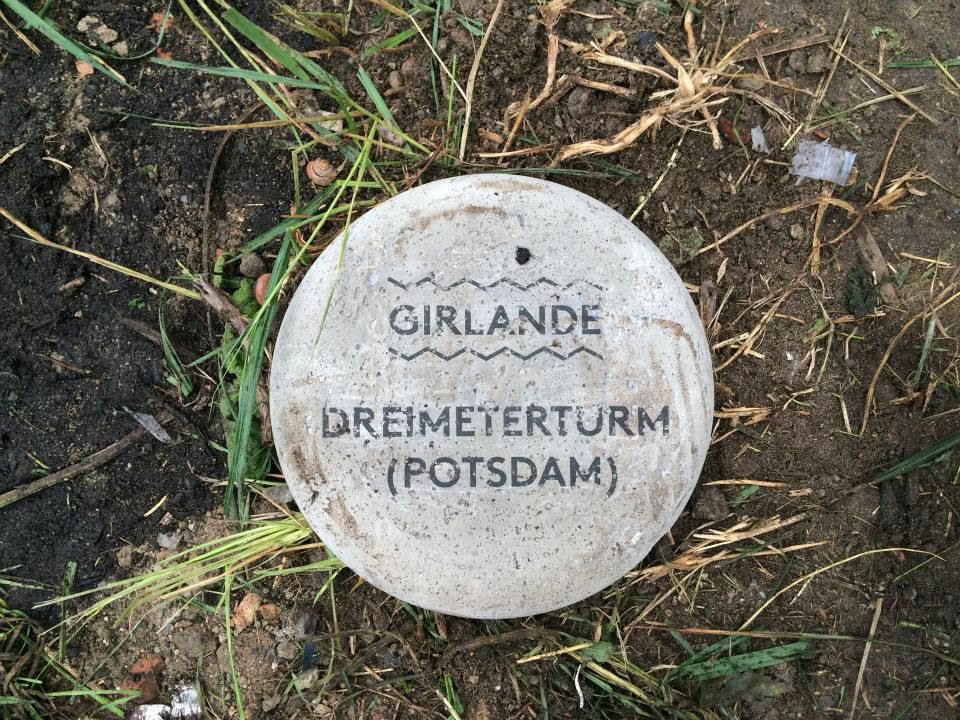 GIRLANDE
DREIMETERTURM
(POTSDAM)